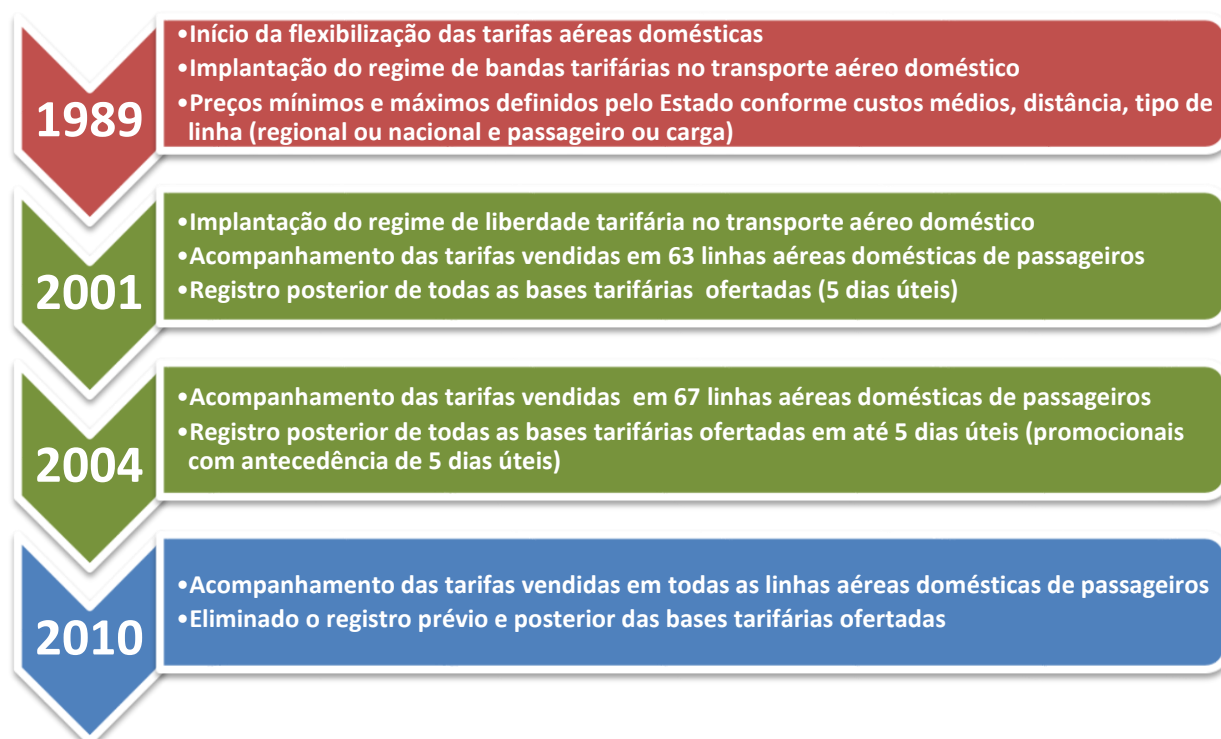 1989
•Início da flexibilização das tarifas aéreas domésticas
•Implantação do regime de bandas tarifárias no transporte aéreo doméstico
•Preços mínimos e máximos definidos pelo Estado conforme custos médios, distância, tipo de
linha (regional ou nacional e passageiro ou carga)
2001
•Implantação do regime de liberdade tarifária no transporte aéreo doméstico
•Acompanhamento das tarifas vendidas em 63 linhas aéreas domésticas de passageiros
•Registro posterior de todas as bases tarifárias ofertadas (5 dias úteis)
2004
•Acompanhamento das tarifas vendidas em 67 linhas aéreas domésticas de passageiros
•Registro posterior de todas as bases tarifárias ofertadas em até 5 dias úteis (promocionais
com antecedência de 5 dias úteis)
2010
•Acompanhamento das tarifas vendidas em todas as linhas aéreas domésticas de passageiros
•Eliminado o registro prévio e posterior das bases tarifárias ofertadas